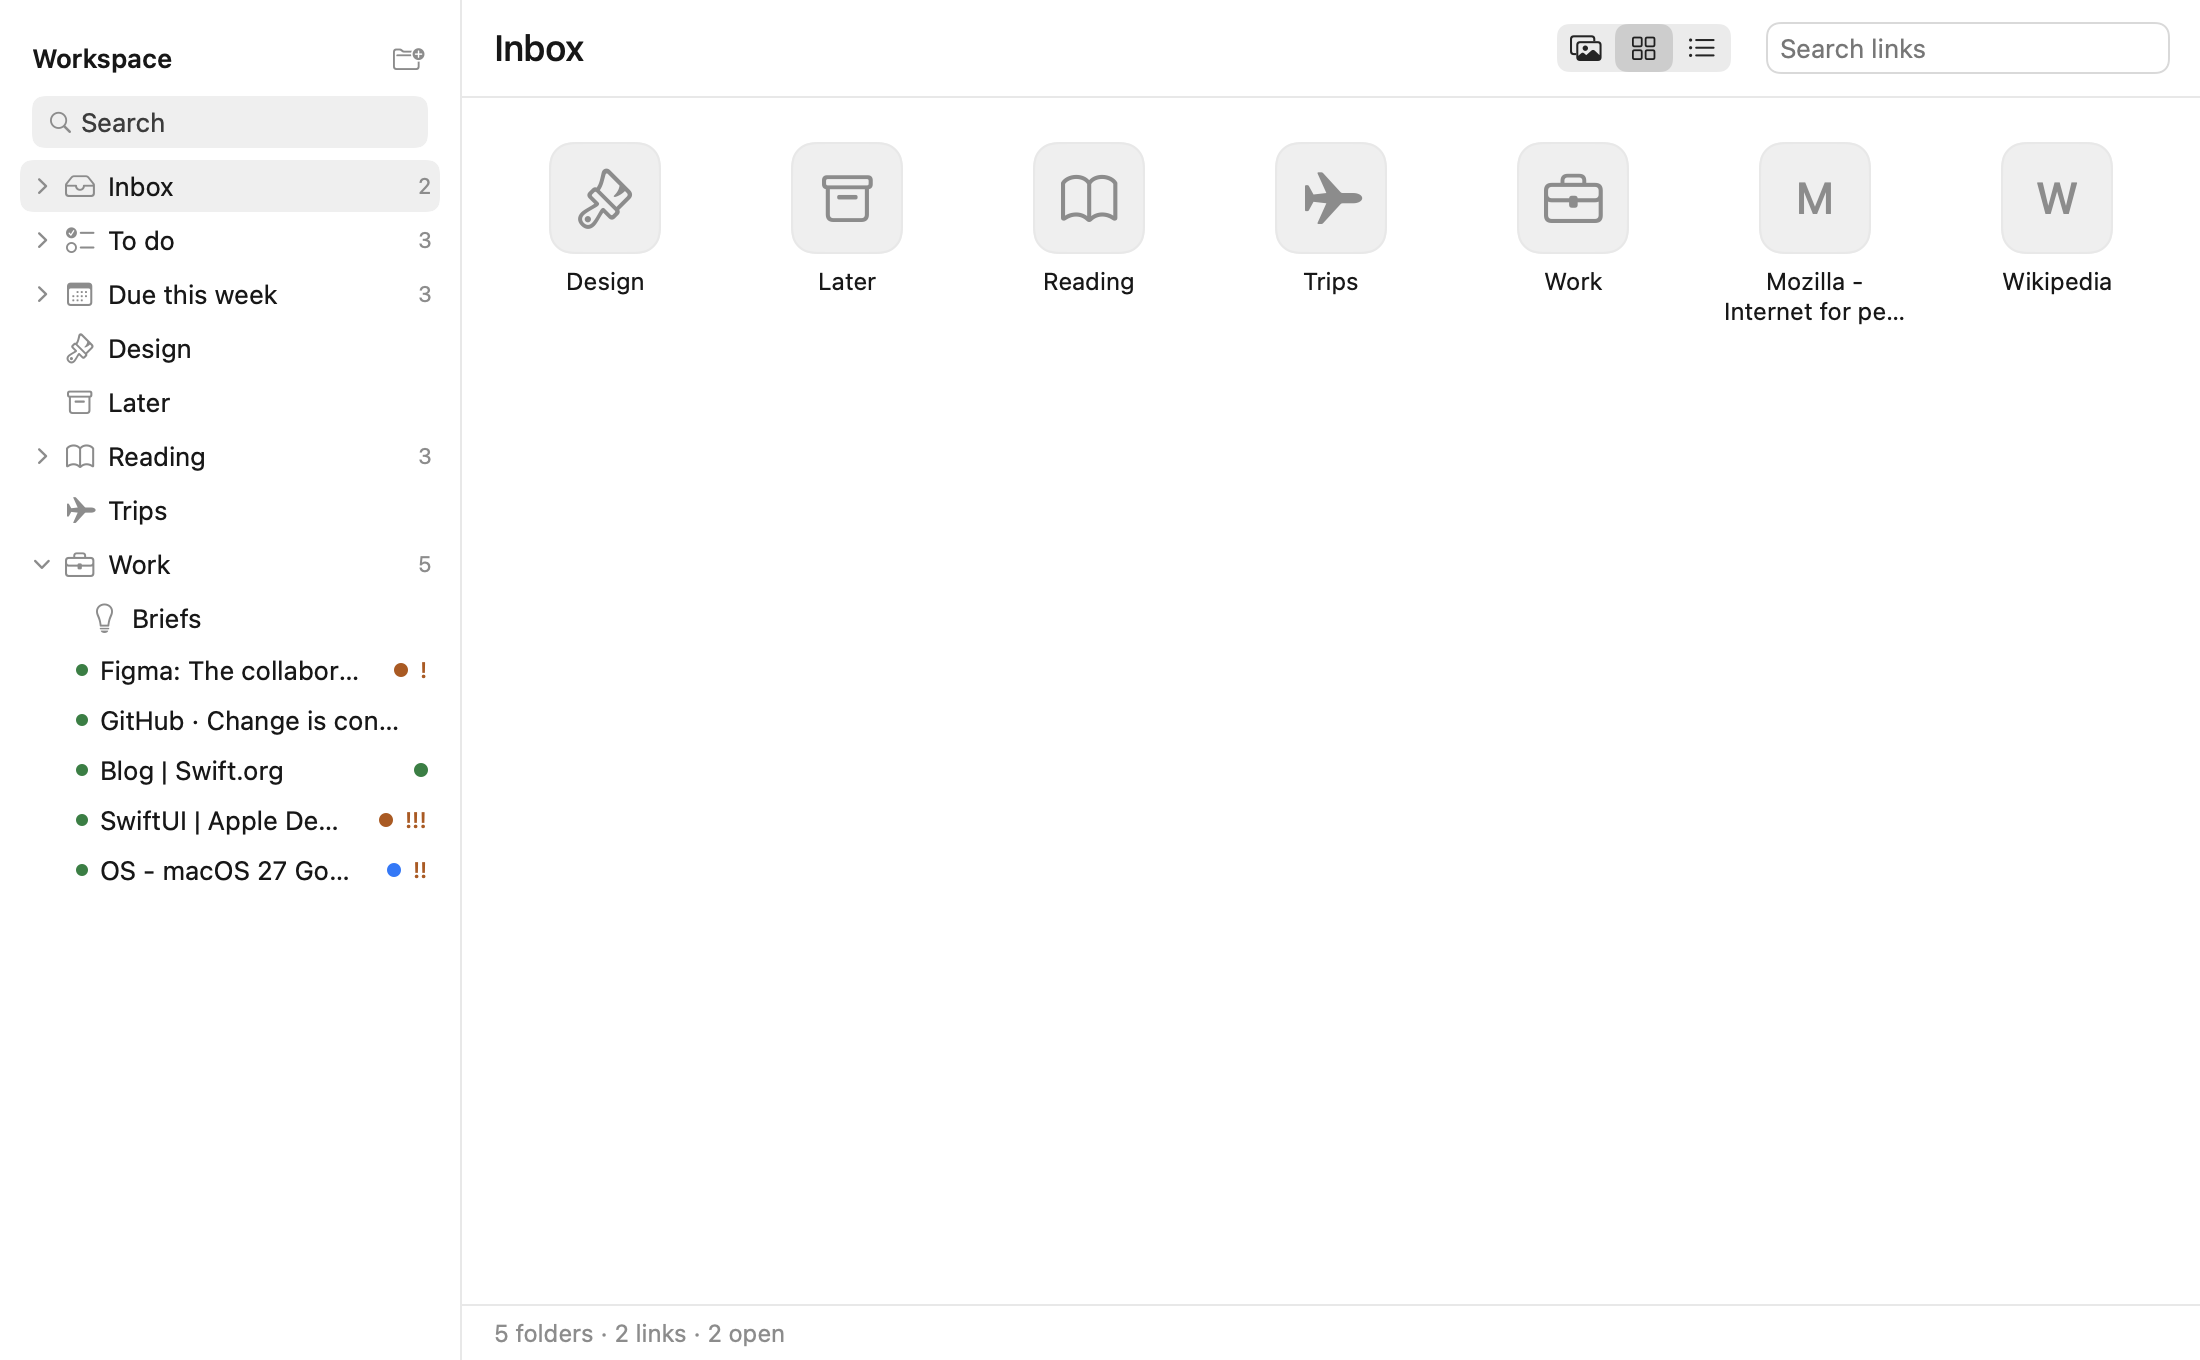 Workspace
Search
Inbox 2
To do 3
Due this week 3
Design
Later
Reading 3
Trips
Work 5
Briefs
Figma: The collabor... !
GitHub · Change is con...
Blog | Swift.org
SwiftUI | Apple De... !!!
OS - macOS 27 Go... !!
Inbox
Search links
Design
Later
Reading
Trips
Work
M
Mozilla -
Internet for pe...
W
Wikipedia
5 folders · 2 links · 2 open